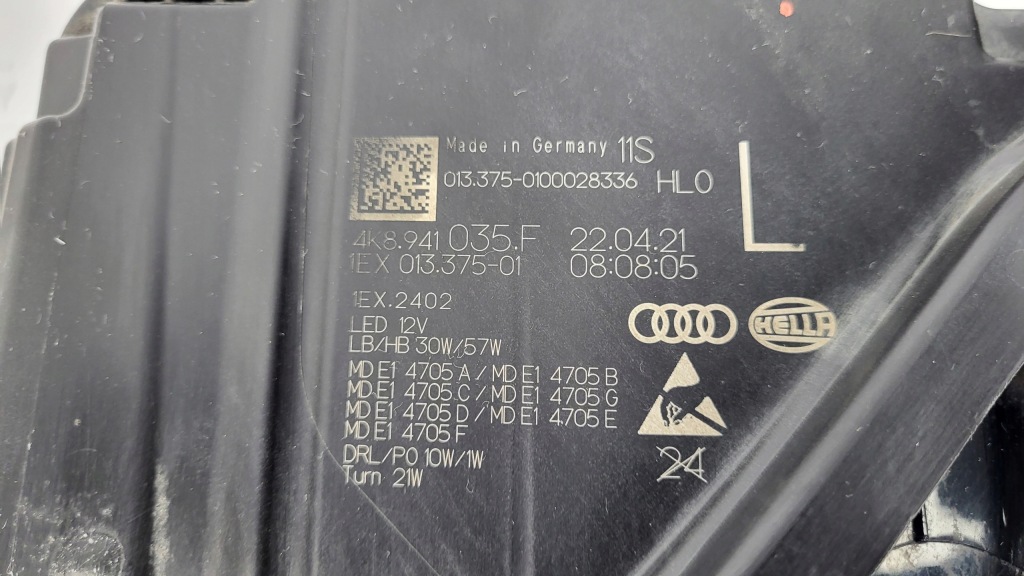 Made in Germany 11S
013.375-0100028336 HL0
L
4K8.941 035.F 22.04.21
1EX 013.375-01 08:08:05
1EX.2402
LED 12V
LB/HB 30W/57W
HELLA
MD E1 4705 A / MD E1 4705 B
MD E1 4705 C / MD E1 4705 G
MD E1 4705 D / MD E1 4705 E
MD E1 4705 F
DRL/PO 10W/1W
Turn 21W
24